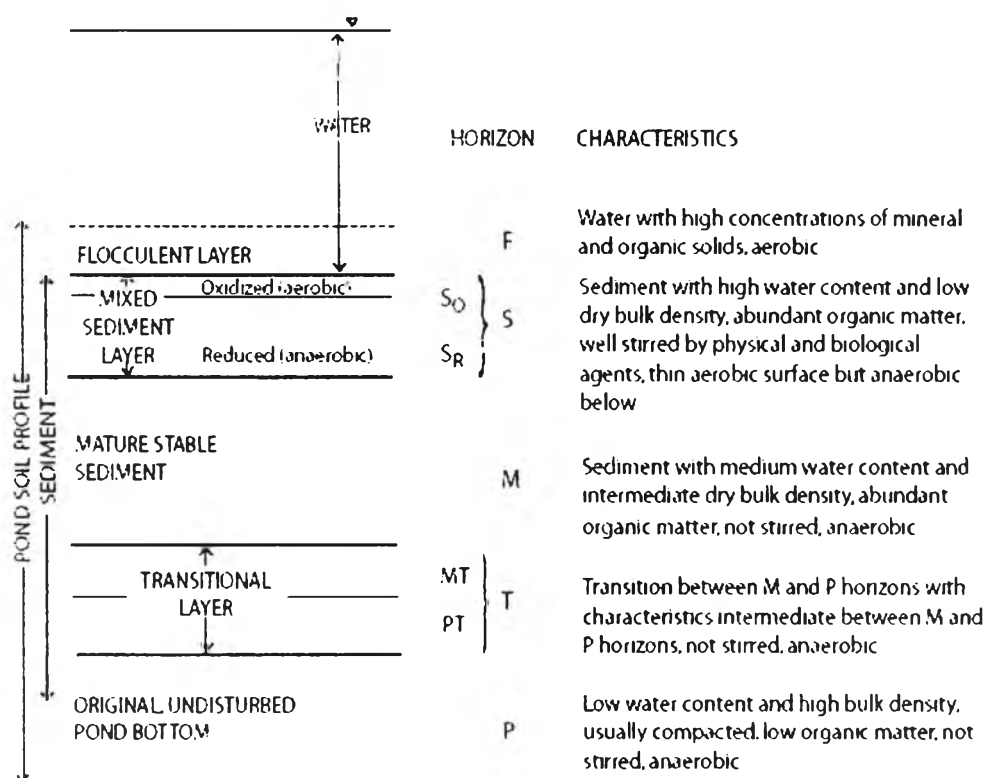 WATER
HORIZON CHARACTERISTICS
FLOCCULENT LAYER
F
Water with high concentrations of mineral
and organic solids, aerobic
Oxidized (aerobic)
MIXED
SEDIMENT
LAYER
Reduced (anaerobic)
SO
SR
S
Sediment with high water content and low
dry bulk density, abundant organic matter,
well stirred by physical and biological
agents, thin aerobic surface but anaerobic
below
POND SOIL PROFILE
SEDIMENT
MATURE STABLE
SEDIMENT
M
Sediment with medium water content and
intermediate dry bulk density, abundant
organic matter, not stirred, anaerobic
TRANSITIONAL
LAYER
MT
PT
T
Transition between M and P horizons with
characteristics intermediate between M and
P horizons, not stirred, anaerobic
ORIGINAL UNDISTURBED
POND BOTTOM
P
Low water content and high bulk density,
usually compacted, low organic matter, not
stirred, anaerobic